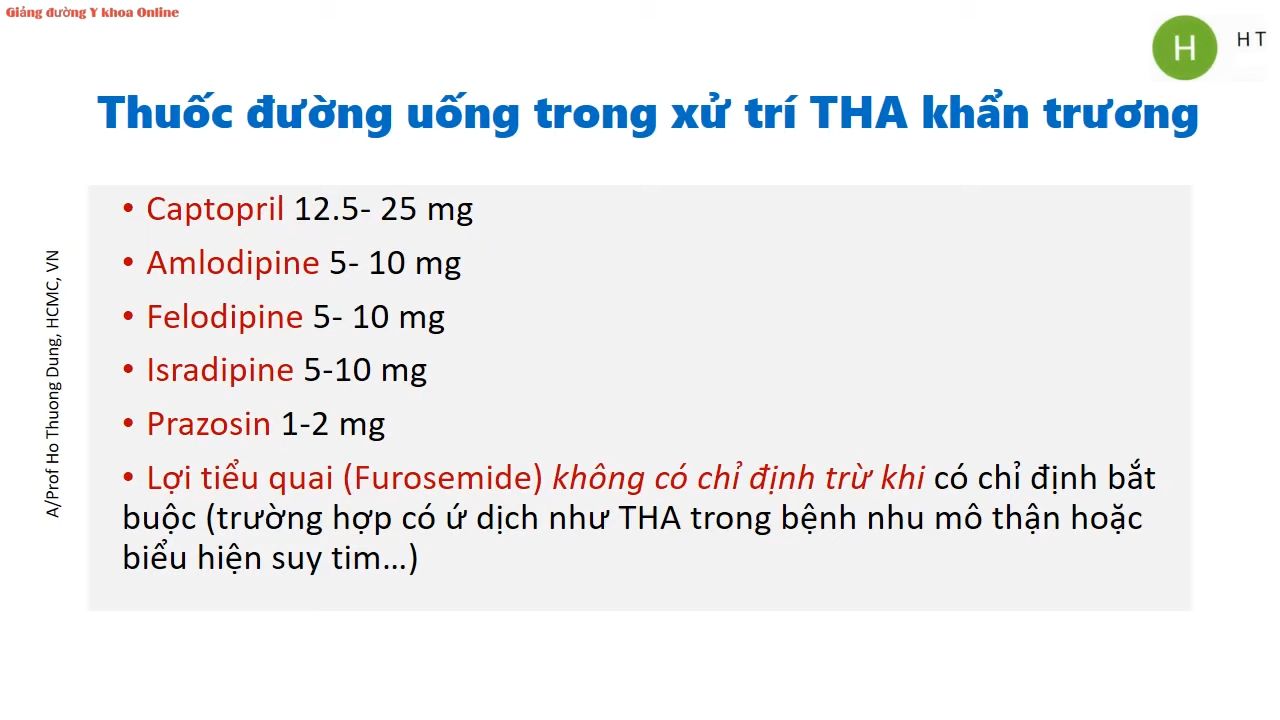 Giảng đường Y khoa Online
H
H T
Thuốc đường uống trong xử trí THA khẩn trương
A/Prof Ho Thuong Dung, HCMC, VN
• Captopril 12.5- 25 mg
• Amlodipine 5- 10 mg
• Felodipine 5- 10 mg
• Isradipine 5-10 mg
• Prazosin 1-2 mg
• Lợi tiểu quai (Furosemide) không có chỉ định trừ khi có chỉ định bắt
buộc (trường hợp có ứ dịch như THA trong bệnh nhu mô thận hoặc
biểu hiện suy tim...)